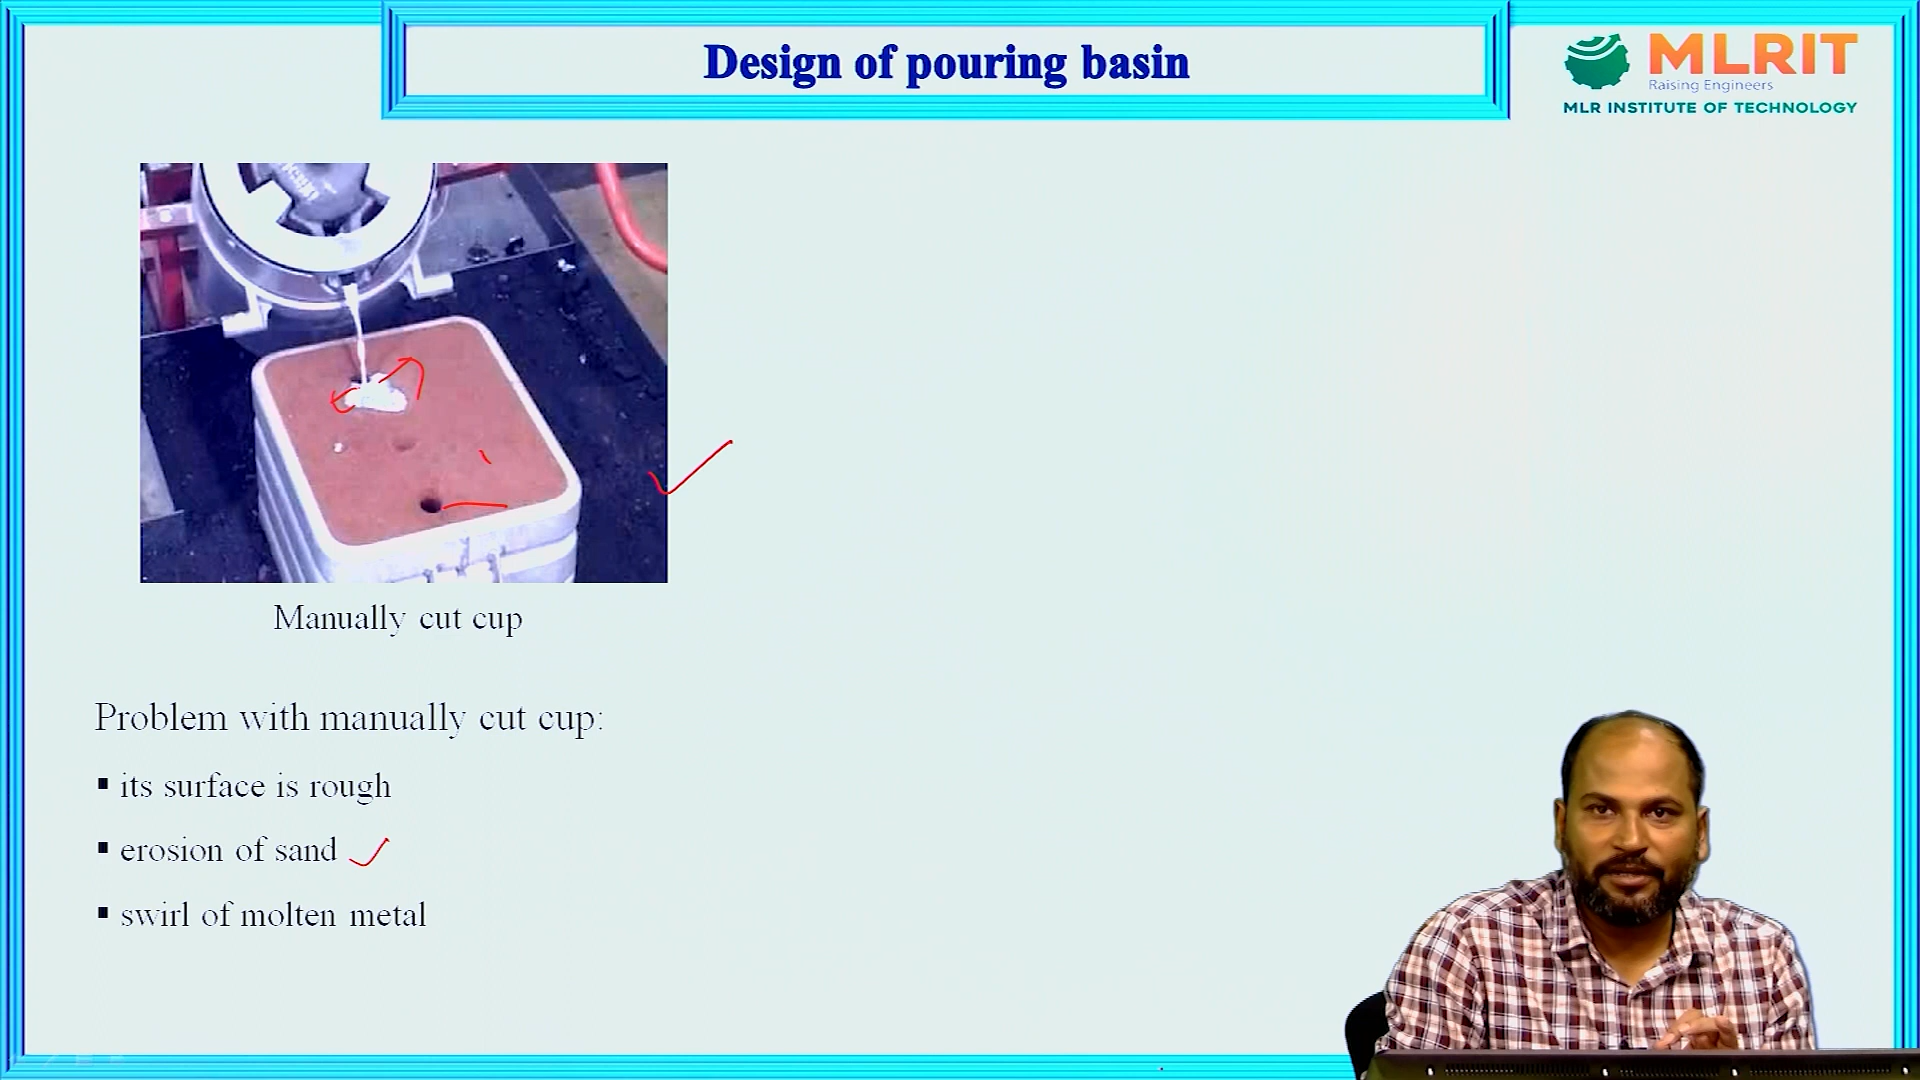 Design of pouring basin
MLRIT
Raising Engineers
MLR INSTITUTE OF TECHNOLOGY
Manually cut cup
Problem with manually cut cup:
▪ its surface is rough
▪ erosion of sand
▪ swirl of molten metal